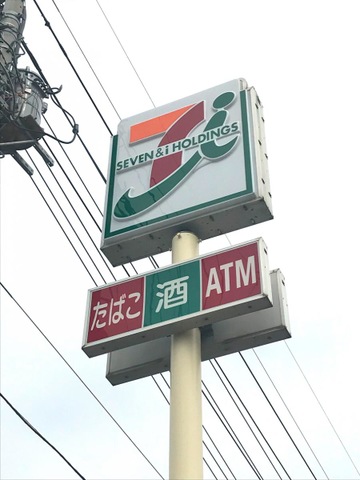 SEVEN & i HOLDINGS
たばこ 酒 ATM